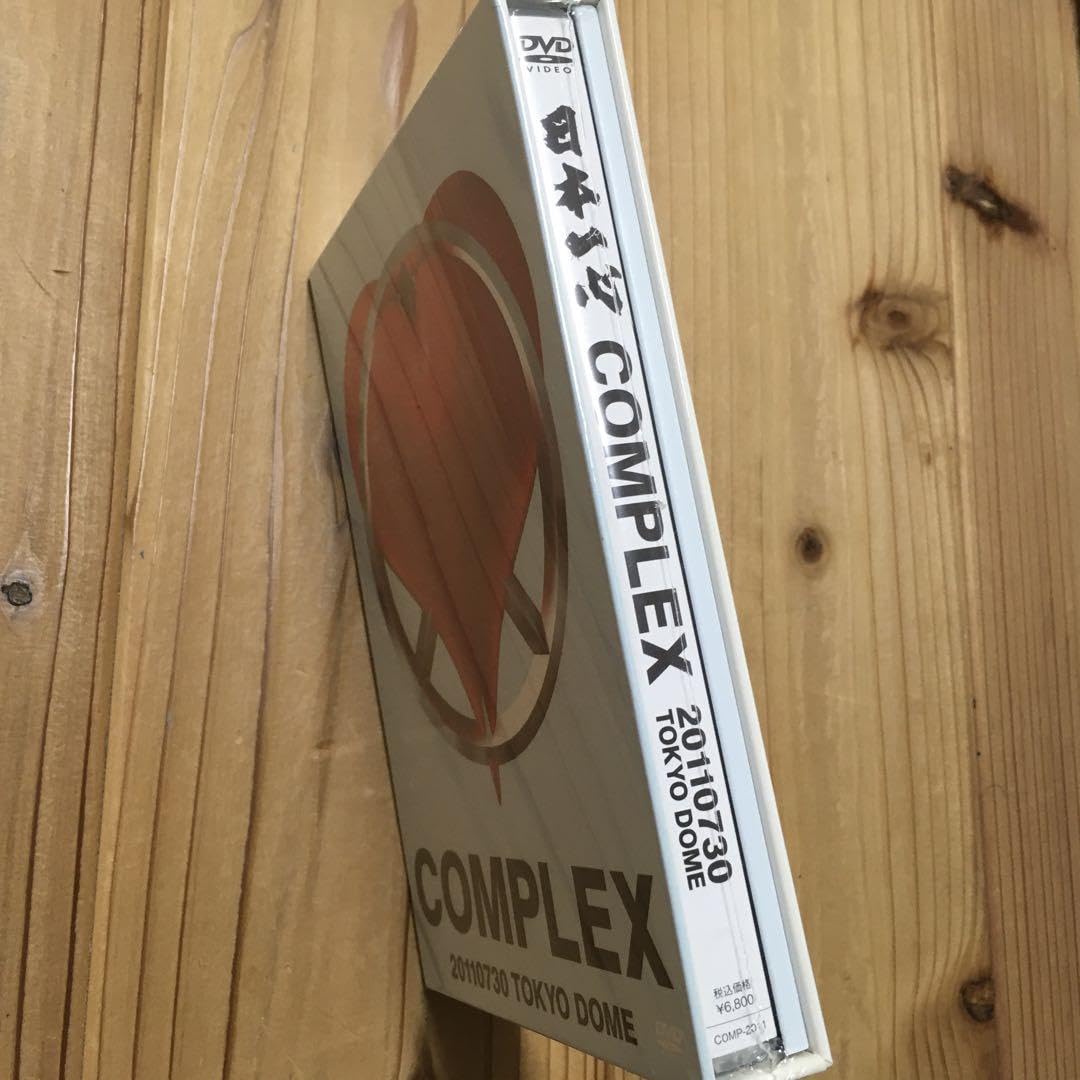 DVD
VIDEO
日本一心
COMPLEX
20110730
TOKYO DOME
税込価格
¥6,800
COMPLEX
20110730 TOKYO DOME
DVD